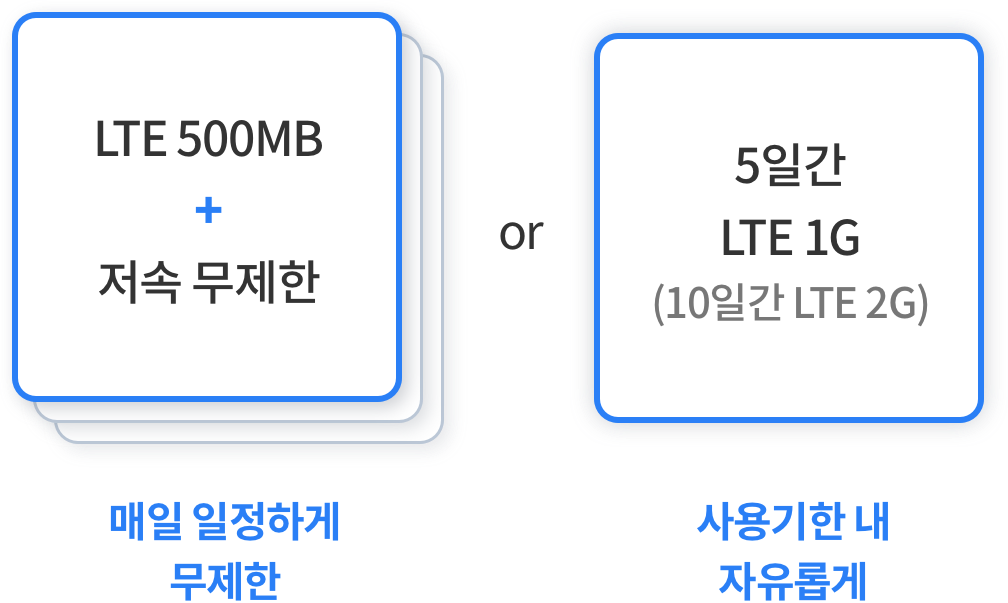 LTE 500MB
+
저속 무제한
or
5일간
LTE 1G
(10일간 LTE 2G)
매일 일정하게
무제한
사용기한 내
자유롭게